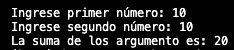 Ingrese primer número: 10
Ingrese segundo número: 10
La suma de los argumento es: 20